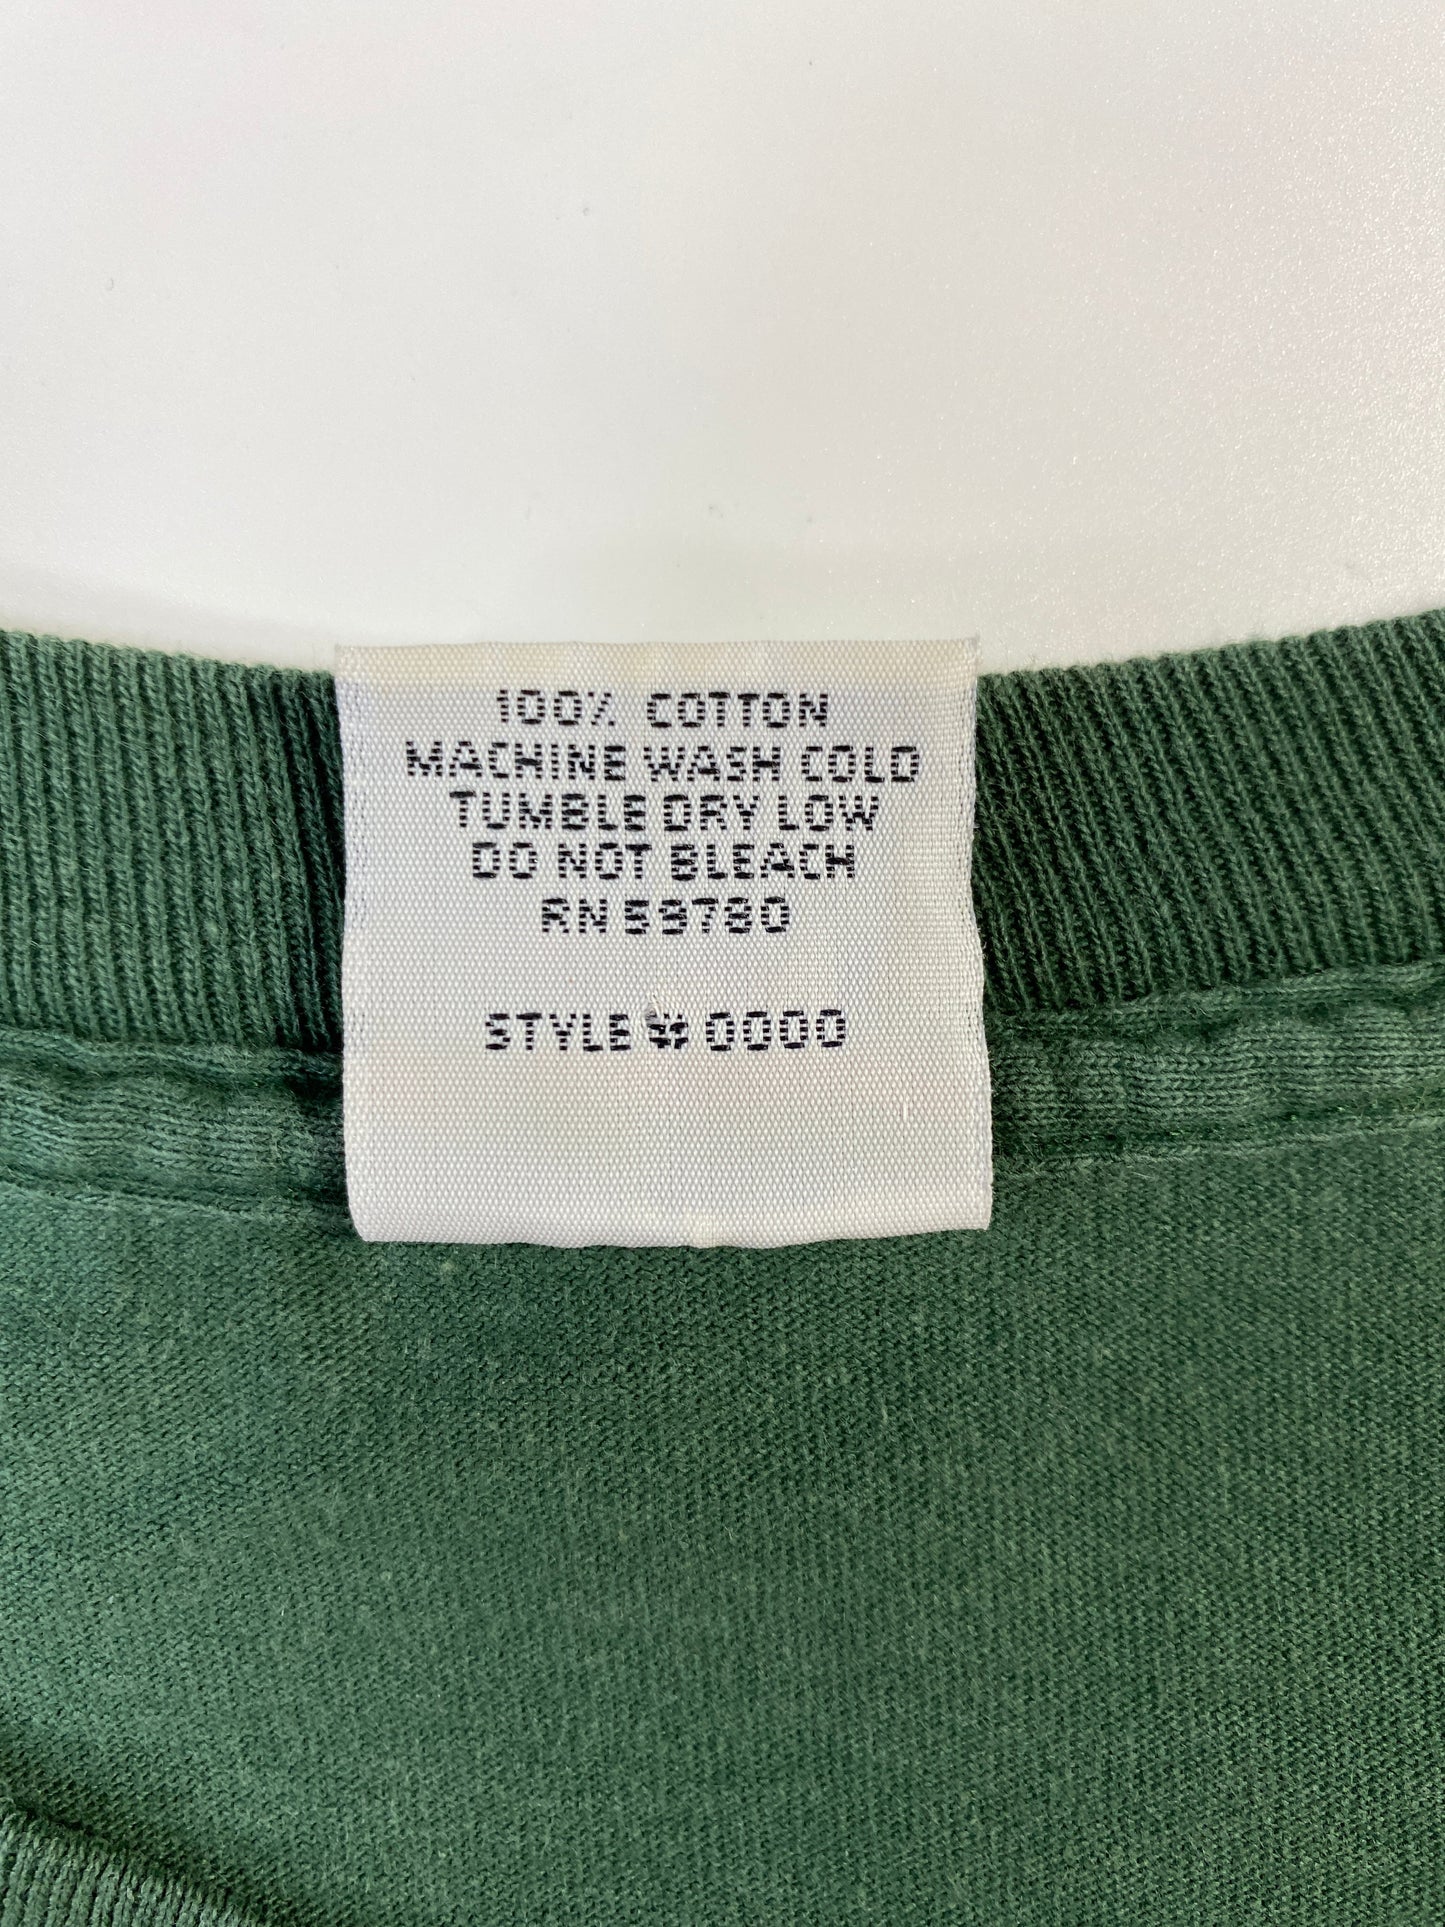 100% COTTON
MACHINE WASH COLD
TUMBLE DRY LOW
DO NOT BLEACH
RN 59780
STYLE # 0000